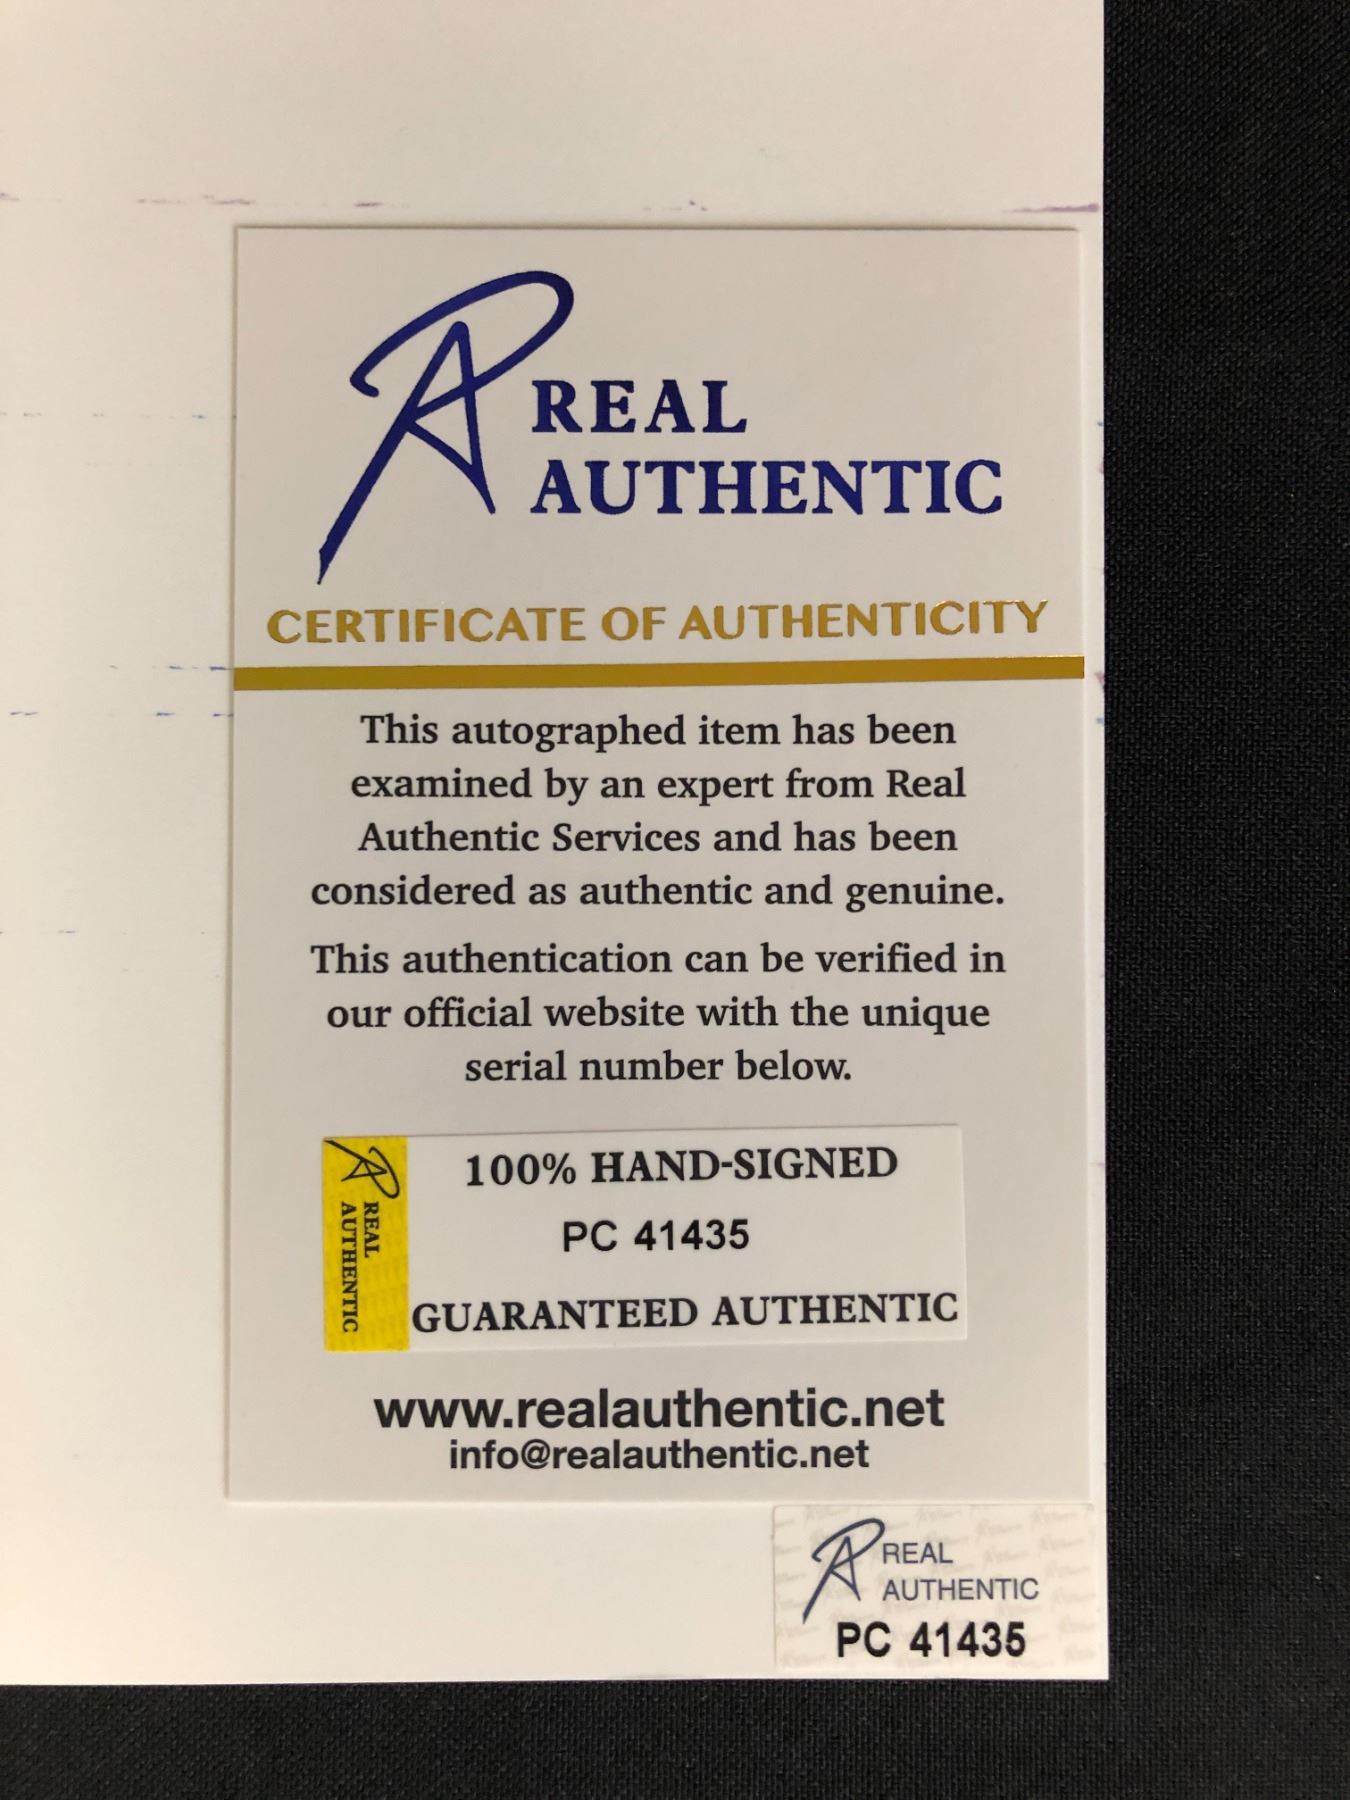 REAL
AUTHENTIC
CERTIFICATE OF AUTHENTICITY
This autographed item has been
examined by an expert from Real
Authentic Services and has been
considered as authentic and genuine.
This authentication can be verified in
our official website with the unique
serial number below.
REAL
AUTHENTIC
100% HAND-SIGNED
PC 41435
GUARANTEED AUTHENTIC
www.realauthentic.net
info@realauthentic.net
REAL
AUTHENTIC
PC 41435